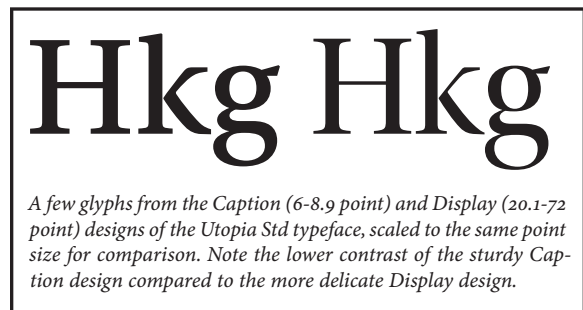 Hkg Hkg
A few glyphs from the Caption (6-8.9 point) and Display (20.1-72
point) designs of the Utopia Std typeface, scaled to the same point
size for comparison. Note the lower contrast of the sturdy Cap-
tion design compared to the more delicate Display design.